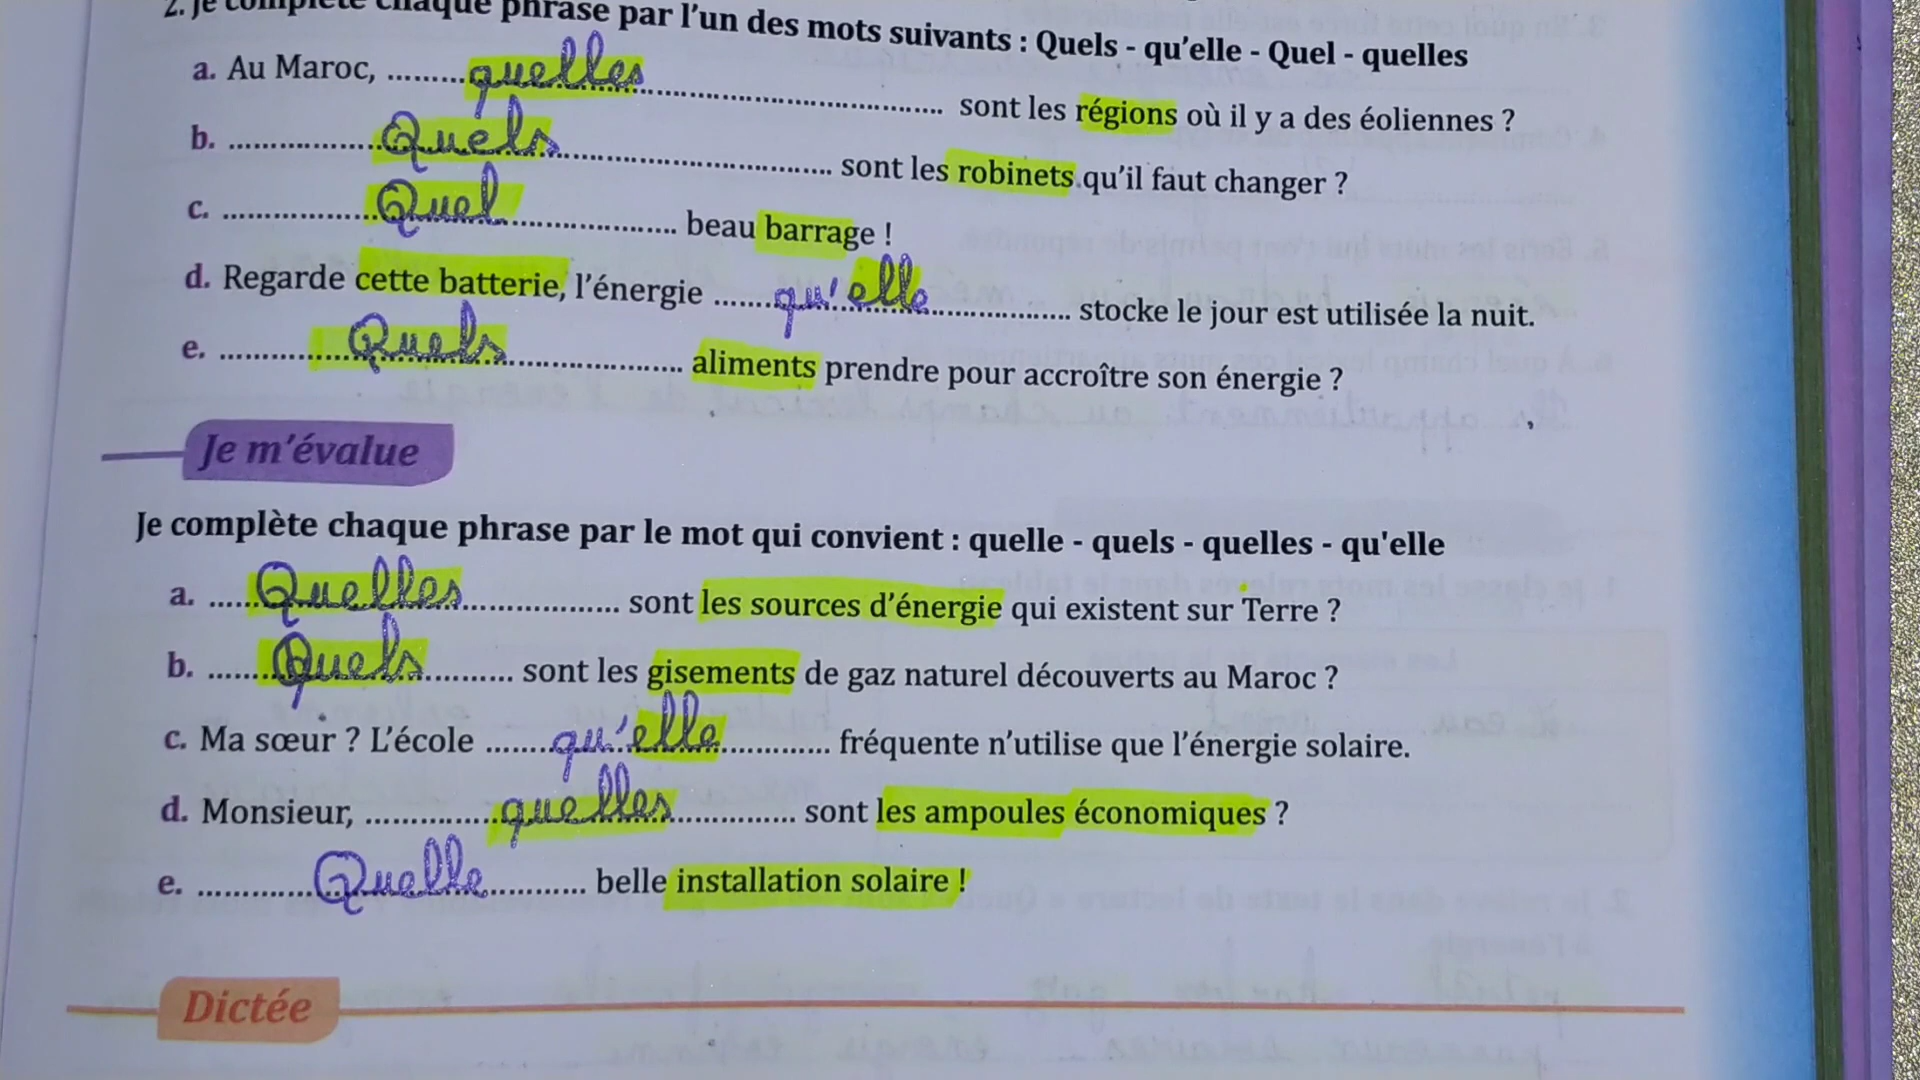 2. Je complète chaque phrase par l'un des mots suivants : Quels - qu'elle - Quel - quelles
a. Au Maroc, ......... quelles ......... sont les régions où il y a des éoliennes ?
b. ......... Quels ......... sont les robinets qu'il faut changer ?
c. ......... Quel ......... beau barrage !
d. Regarde cette batterie, l'énergie ......... qu'elle ......... stocke le jour est utilisée la nuit.
e. ......... Quels ......... aliments prendre pour accroître son énergie ?
Je m'évalue
Je complète chaque phrase par le mot qui convient : quelle - quels - quelles - qu'elle
a. ......... Quelles ......... sont les sources d'énergie qui existent sur Terre ?
b. ......... Quels ......... sont les gisements de gaz naturel découverts au Maroc ?
c. Ma sœur ? L'école ......... qu'elle ......... fréquente n'utilise que l'énergie solaire.
d. Monsieur, ......... quelles ......... sont les ampoules économiques ?
e. ......... Quelle ......... belle installation solaire !
Dictée